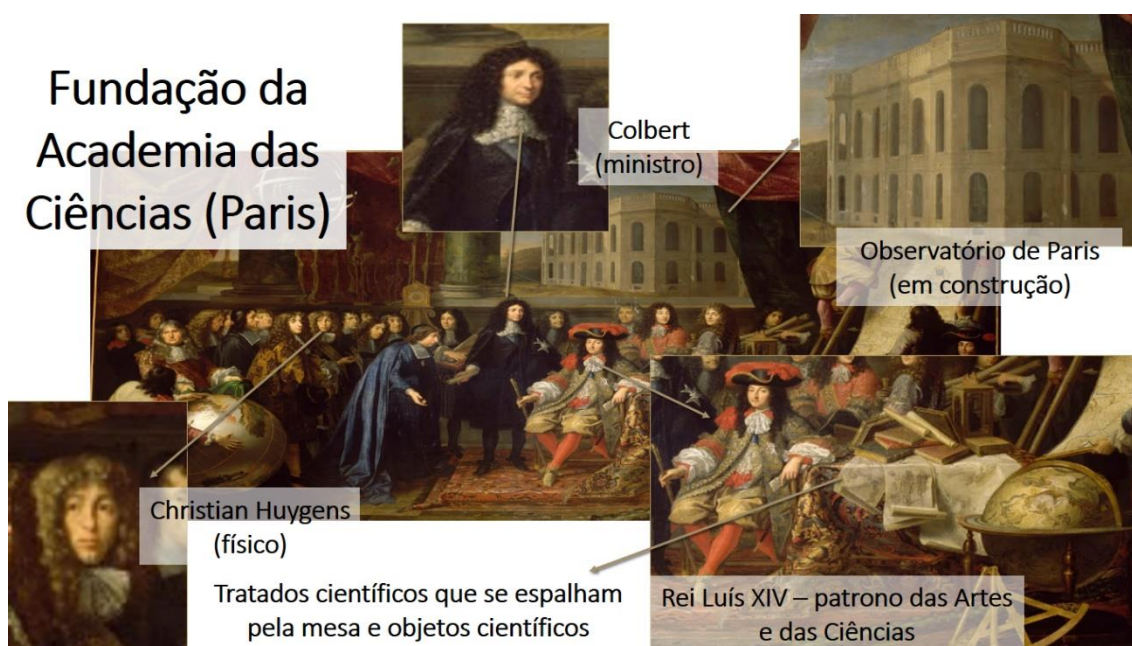 Fundação da
Academia das
Ciências (Paris)
Colbert
(ministro)
Observatório de Paris
(em construção)
Christian Huygens
(físico)
Tratados científicos que se espalham
pela mesa e objetos científicos
Rei Luís XIV – patrono das Artes
e das Ciências